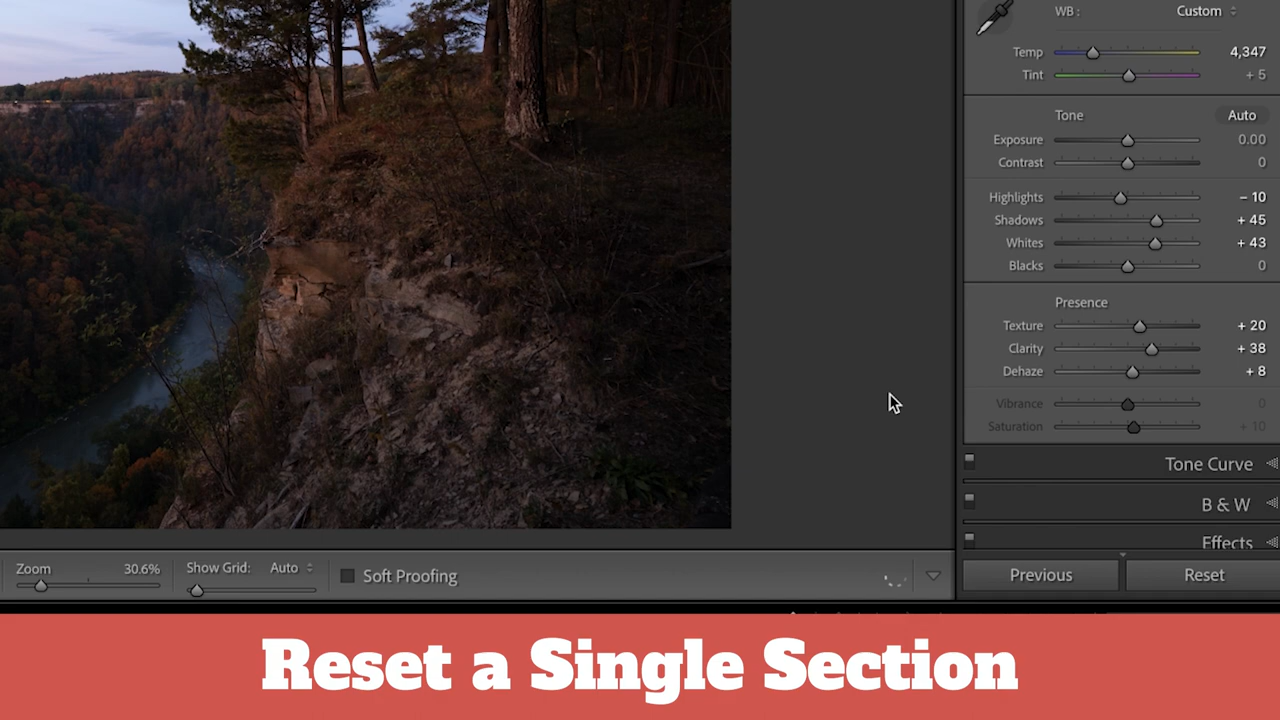 WB: Custom
Temp 4,347
Tint + 5
Tone Auto
Exposure 0.00
Contrast 0
Highlights – 10
Shadows + 45
Whites + 43
Blacks 0
Presence
Texture + 20
Clarity + 38
Dehaze + 8
Vibrance 0
Saturation + 10
Tone Curve
B & W
Effects
Zoom 30.6% Show Grid: Auto Soft Proofing
Previous Reset
Reset a Single Section